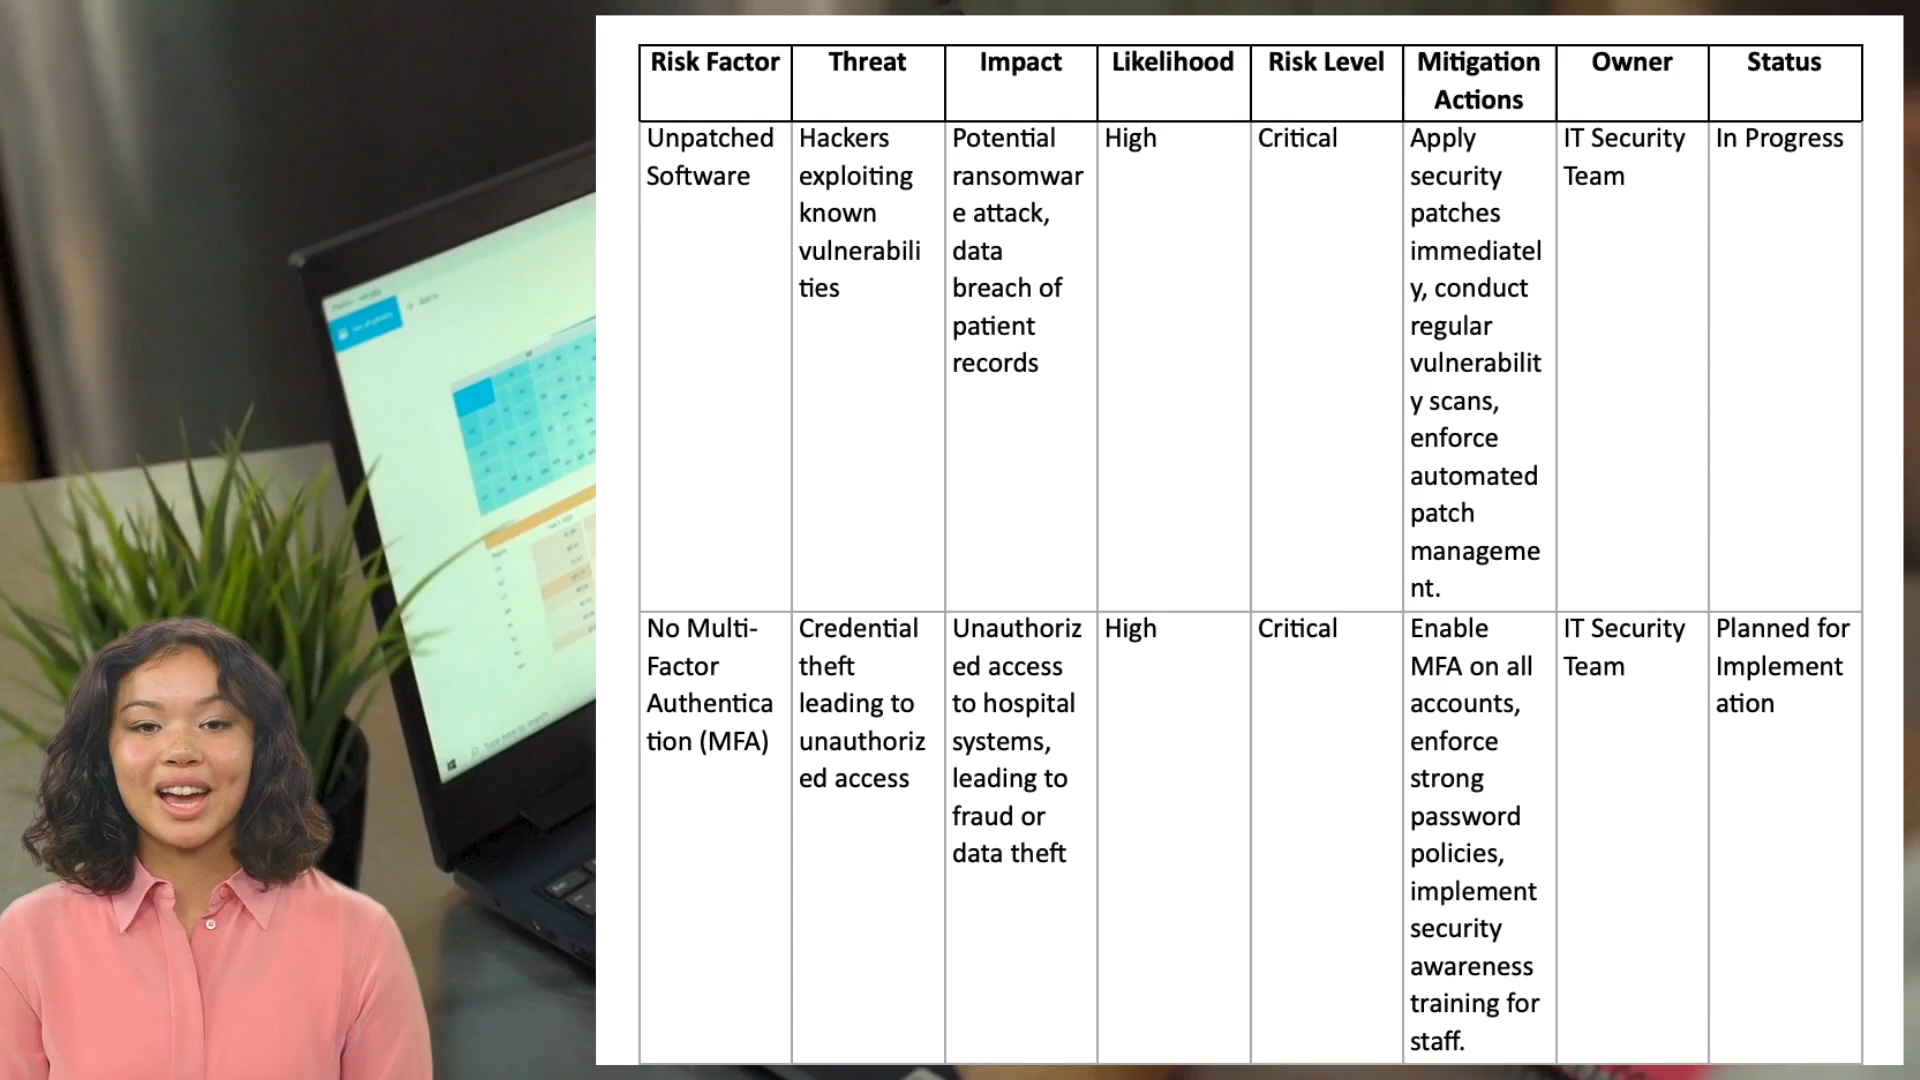 Risk Factor
Threat
Impact
Likelihood
Risk Level
Mitigation
Actions
Owner
Status
Unpatched
Software
Hackers
exploiting
known
vulnerabili
ties
Potential
ransomwar
e attack,
data
breach of
patient
records
High
Critical
Apply
security
patches
immediatel
y, conduct
regular
vulnerabilit
y scans,
enforce
automated
patch
manageme
nt.
IT Security
Team
In Progress
No Multi-
Factor
Authentica
tion (MFA)
Credential
theft
leading to
unauthoriz
ed access
Unauthoriz
ed access
to hospital
systems,
leading to
fraud or
data theft
High
Critical
Enable
MFA on all
accounts,
enforce
strong
password
policies,
implement
security
awareness
training for
staff.
IT Security
Team
Planned for
Implement
ation
Type here to search